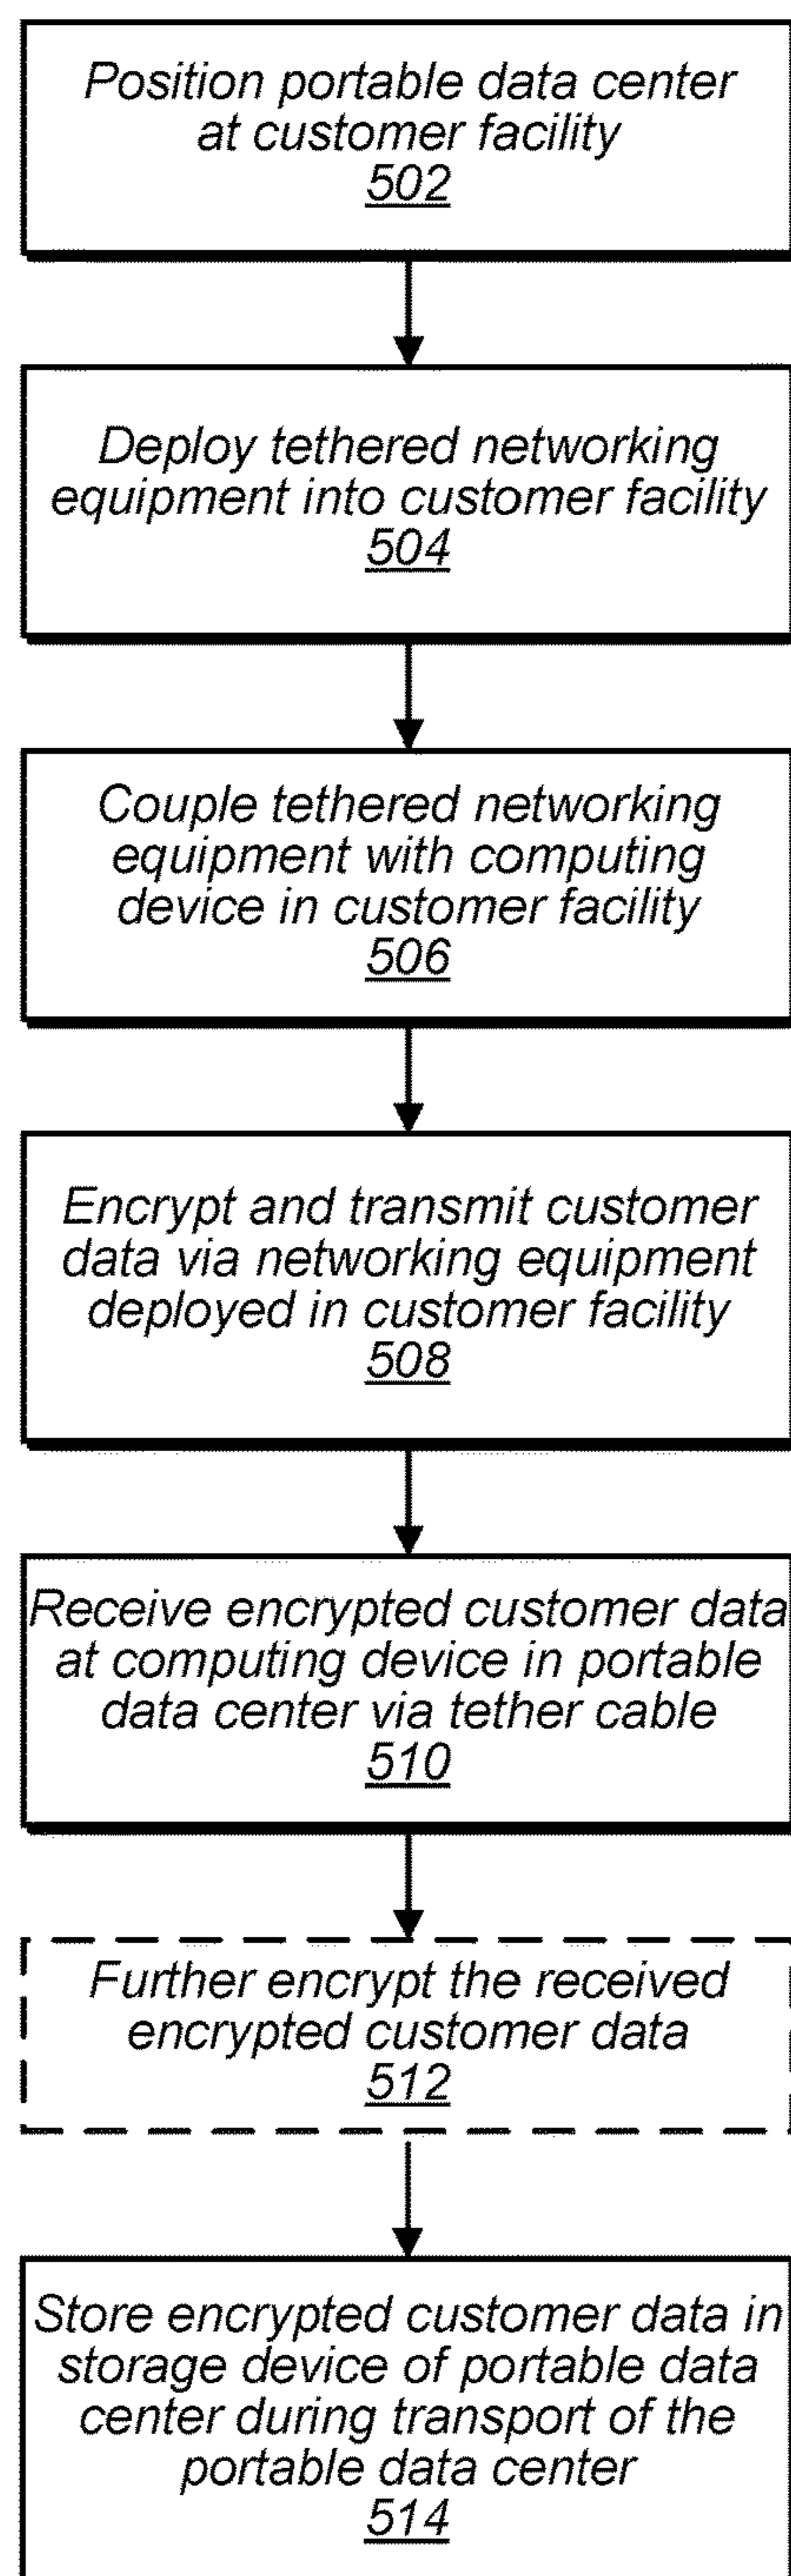 Position portable data center
at customer facility
502
Deploy tethered networking
equipment into customer facility
504
Couple tethered networking
equipment with computing
device in customer facility
506
Encrypt and transmit customer
data via networking equipment
deployed in customer facility
508
Receive encrypted customer data
at computing device in portable
data center via tether cable
510
Further encrypt the received
encrypted customer data
512
Store encrypted customer data in
storage device of portable data
center during transport of the
portable data center
514